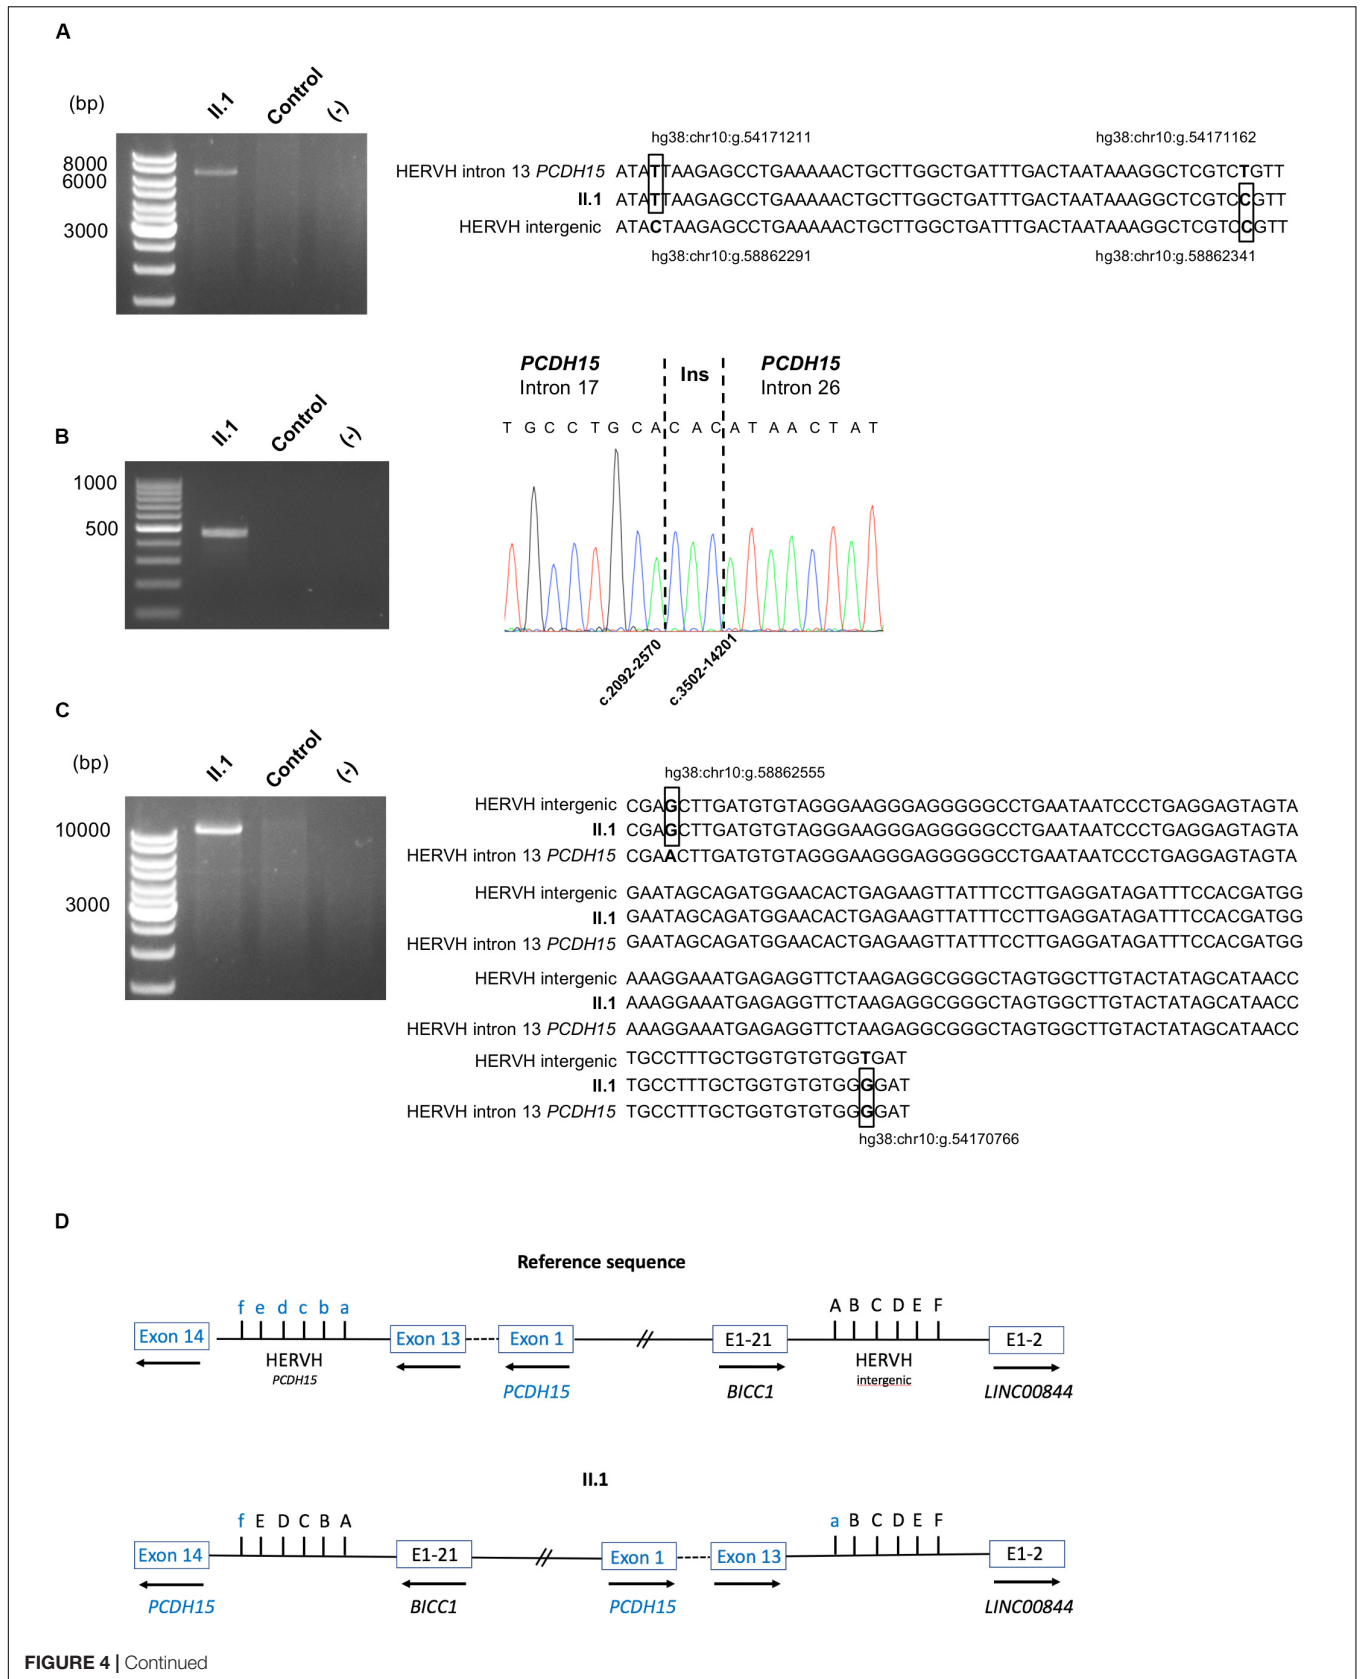 A
(bp)
II.1
Control
(-)
8000
6000
3000
hg38:chr10:g.54171211
hg38:chr10:g.54171162
HERVH intron 13 PCDH15 ATATTAAGAGCCTGAAAAACTGCTTGGCTGATTTGACTAATAAAGGCTCGTCTGTT
II.1 ATATTAAGAGCCTGAAAAACTGCTTGGCTGATTTGACTAATAAAGGCTCGTCCGTT
HERVH intergenic ATACTAAGAGCCTGAAAAACTGCTTGGCTGATTTGACTAATAAAGGCTCGTCCGTT
hg38:chr10:g.58862291
hg38:chr10:g.58862341
B
II.1
Control
(-)
1000
500
PCDH15
Intron 17
Ins
PCDH15
Intron 26
T G C C T G C A C A C A T A A C T A T
c.2092-2570
c.3502-14201
C
(bp)
II.1
Control
(-)
10000
3000
hg38:chr10:g.58862555
HERVH intergenic CGAGCTTGATGTGTAGGGAAGGGAGGGGGCCTGAATAATCCCTGAGGAGTAGTA
II.1 CGAGCTTGATGTGTAGGGAAGGGAGGGGGCCTGAATAATCCCTGAGGAGTAGTA
HERVH intron 13 PCDH15 CGAACTTGATGTGTAGGGAAGGGAGGGGGCCTGAATAATCCCTGAGGAGTAGTA
HERVH intergenic GAATAGCAGATGGAACACTGAGAAGTTATTTCCTTGAGGATAGATTTCCACGATGG
II.1 GAATAGCAGATGGAACACTGAGAAGTTATTTCCTTGAGGATAGATTTCCACGATGG
HERVH intron 13 PCDH15 GAATAGCAGATGGAACACTGAGAAGTTATTTCCTTGAGGATAGATTTCCACGATGG
HERVH intergenic AAAGGAAATGAGAGGTTCTAAGAGGCGGGCTAGTGGCTTGTACTATAGCATAACC
II.1 AAAGGAAATGAGAGGTTCTAAGAGGCGGGCTAGTGGCTTGTACTATAGCATAACC
HERVH intron 13 PCDH15 AAAGGAAATGAGAGGTTCTAAGAGGCGGGCTAGTGGCTTGTACTATAGCATAACC
HERVH intergenic TGCCTTTGCTGGTGTGTGGTGAT
II.1 TGCCTTTGCTGGTGTGTGGGGAT
HERVH intron 13 PCDH15 TGCCTTTGCTGGTGTGTGGGGAT
hg38:chr10:g.54170766
D
Reference sequence
f e d c b a
A B C D E F
Exon 14
Exon 13
Exon 1
E1-21
E1-2
HERVH
PCDH15
HERVH
intergenic
PCDH15
BICC1
LINC00844
II.1
f E D C B A
a B C D E F
Exon 14
E1-21
Exon 1
Exon 13
E1-2
PCDH15
BICC1
PCDH15
LINC00844
FIGURE 4 | Continued